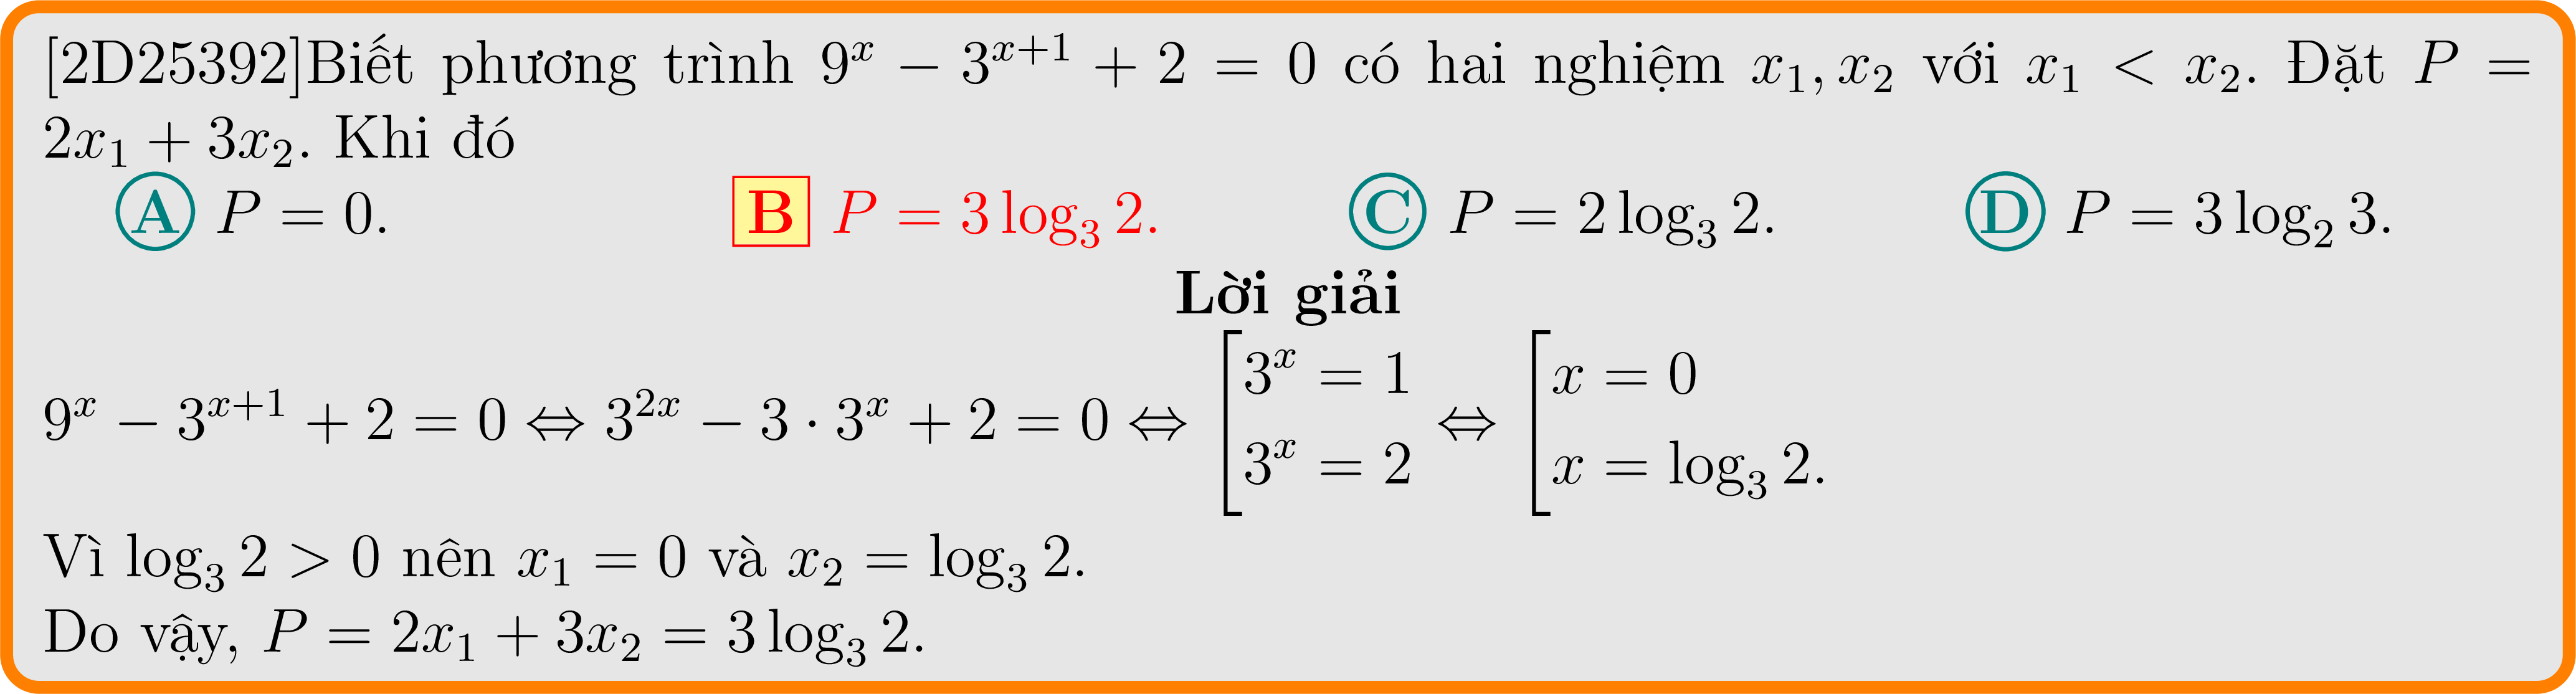 [2D25392]Biết phương trình $9^x - 3^{x+1} + 2 = 0$ có hai nghiệm $x_1, x_2$ với $x_1 < x_2$. Đặt $P =$
$2x_1 + 3x_2$. Khi đó
A $P = 0$. B $P = 3\log_3 2$. C $P = 2\log_3 2$. D $P = 3\log_2 3$.
Lời giải
$9^x - 3^{x+1} + 2 = 0 \Leftrightarrow 3^{2x} - 3 \cdot 3^x + 2 = 0 \Leftrightarrow \left[\begin{array}{l} 3^x = 1 \\ 3^x = 2 \end{array}\right. \Leftrightarrow \left[\begin{array}{l} x = 0 \\ x = \log_3 2. \end{array}\right.$
Vì $\log_3 2 > 0$ nên $x_1 = 0$ và $x_2 = \log_3 2$.
Do vậy, $P = 2x_1 + 3x_2 = 3\log_3 2$.